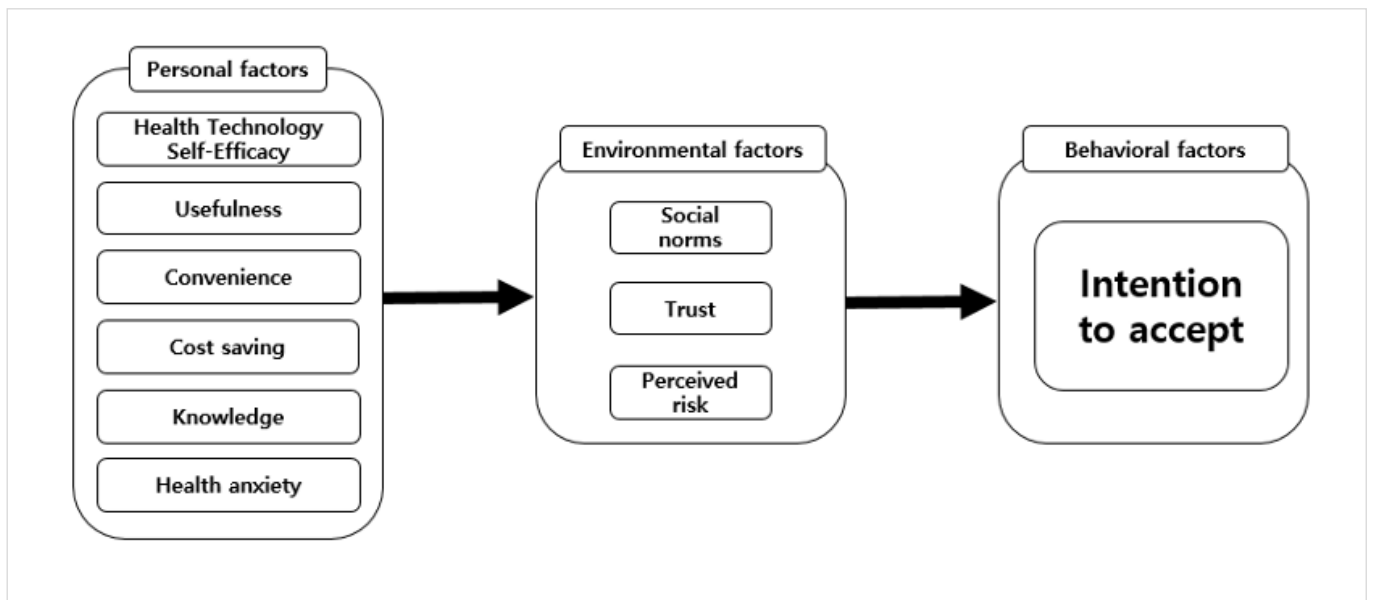 Personal factors
Health Technology
Self-Efficacy
Usefulness
Convenience
Cost saving
Knowledge
Health anxiety
Environmental factors
Social
norms
Trust
Perceived
risk
Behavioral factors
Intention
to accept